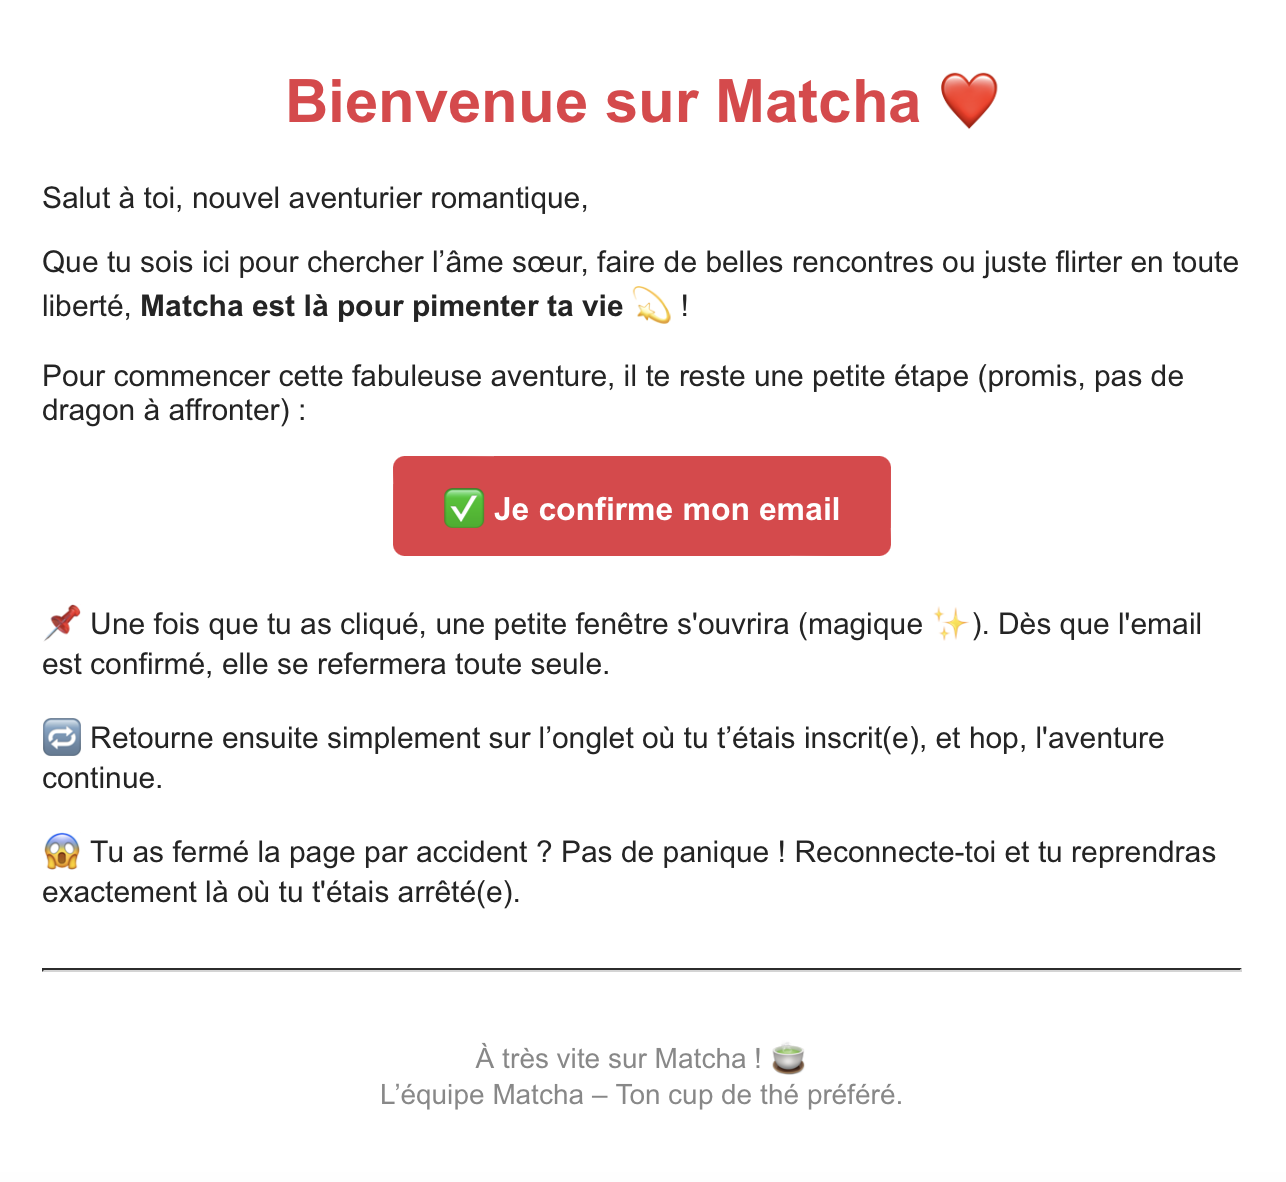 Bienvenue sur Matcha ❤️
Salut à toi, nouvel aventurier romantique,
Que tu sois ici pour chercher l’âme sœur, faire de belles rencontres ou juste flirter en toute
liberté, Matcha est là pour pimenter ta vie 💫 !
Pour commencer cette fabuleuse aventure, il te reste une petite étape (promis, pas de
dragon à affronter) :
✅ Je confirme mon email
📌 Une fois que tu as cliqué, une petite fenêtre s'ouvrira (magique ✨). Dès que l'email
est confirmé, elle se refermera toute seule.
🔁 Retourne ensuite simplement sur l’onglet où tu t’étais inscrit(e), et hop, l'aventure
continue.
😱 Tu as fermé la page par accident ? Pas de panique ! Reconnecte-toi et tu reprendras
exactement là où tu t'étais arrêté(e).
À très vite sur Matcha ! 🍵
L’équipe Matcha – Ton cup de thé préféré.